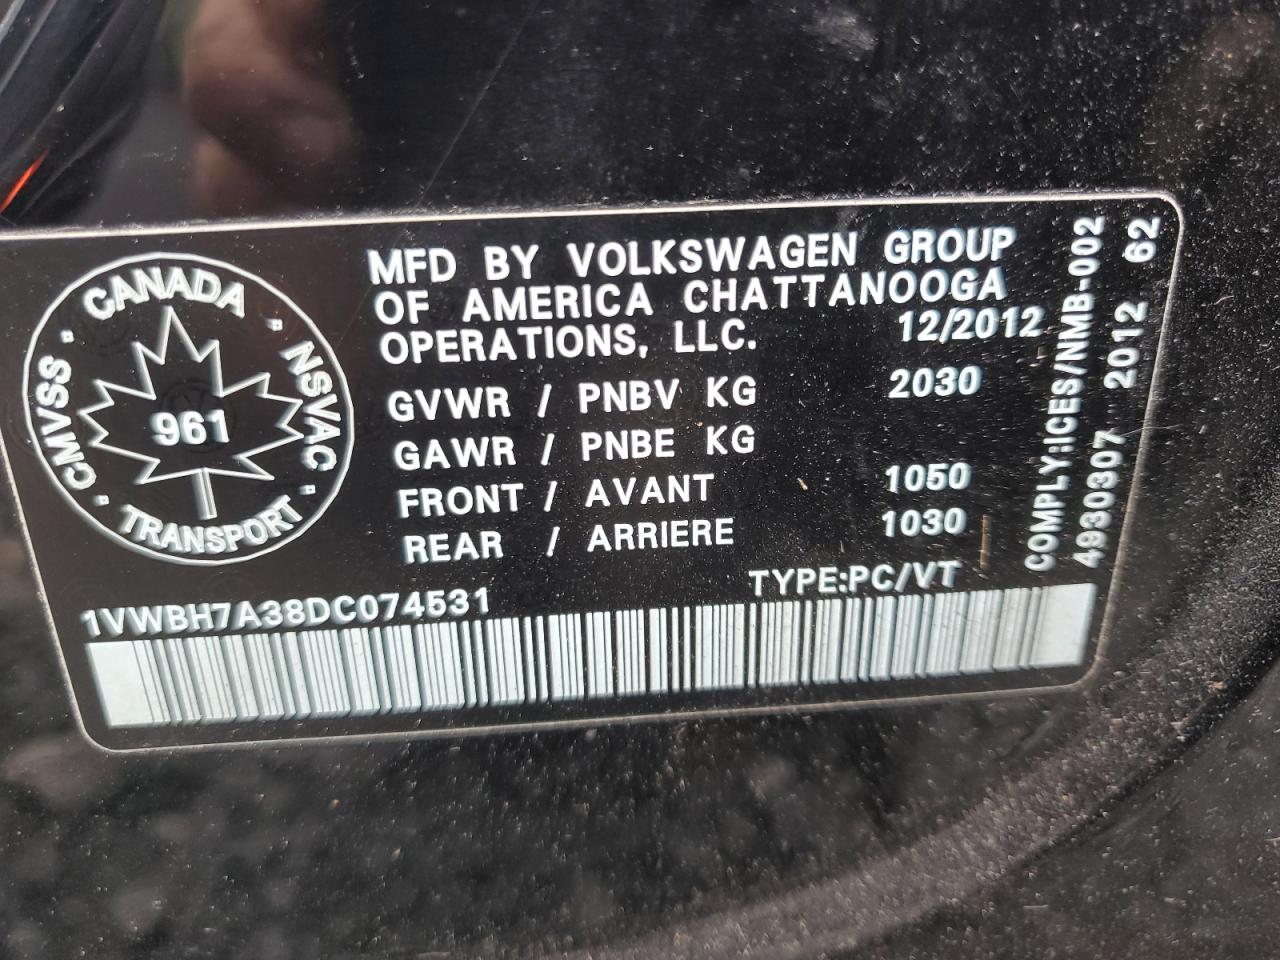 CANADA
CMVSS · NSVAC
961
TRANSPORT
MFD BY VOLKSWAGEN GROUP
OF AMERICA CHATTANOOGA
OPERATIONS, LLC. 12/2012
GVWR / PNBV KG 2030
GAWR / PNBE KG
FRONT / AVANT 1050
REAR / ARRIERE 1030
TYPE:PC/VT
1VWBH7A38DC074531
COMPLY:ICES/NMB-002
4930307 2012 62